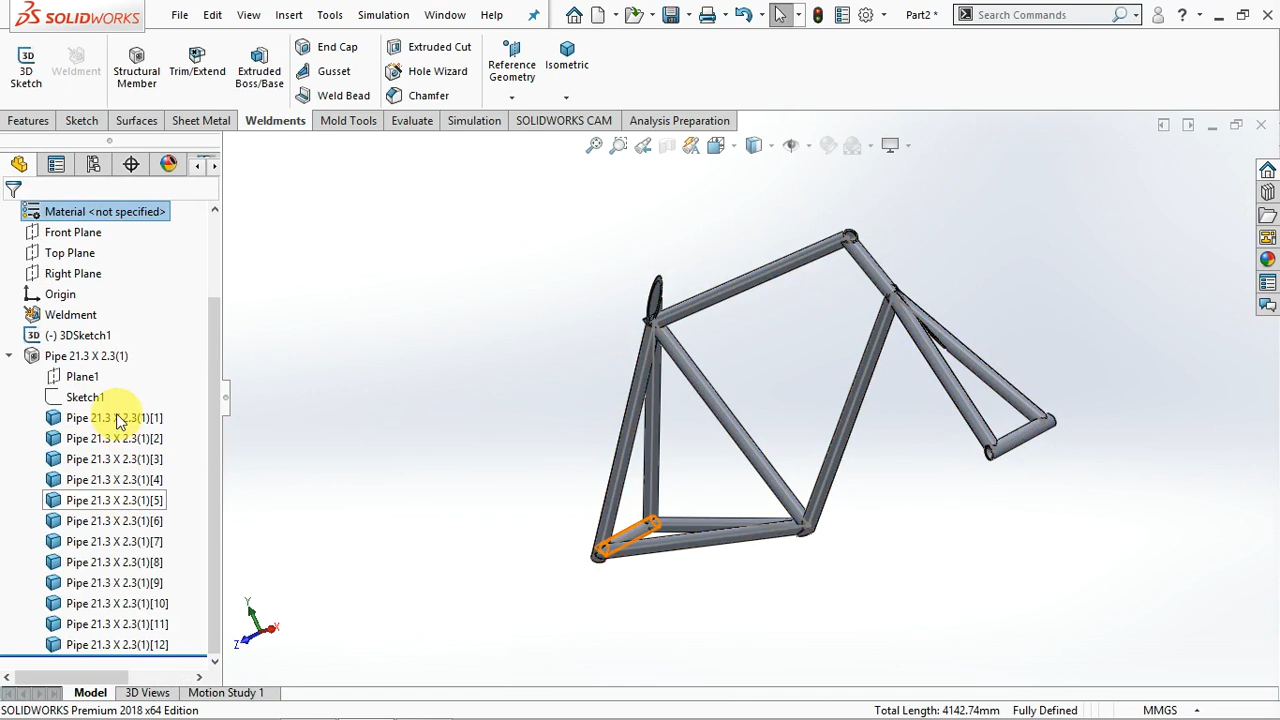 SOLIDWORKS File Edit View Insert Tools Simulation Window Help Part2 * Search Commands ?
3D Sketch Weldment Structural Member Trim/Extend Extruded Boss/Base End Cap Gusset Weld Bead Extruded Cut Hole Wizard Chamfer Reference Geometry Isometric
Features Sketch Surfaces Sheet Metal Weldments Mold Tools Evaluate Simulation SOLIDWORKS CAM Analysis Preparation
Material <not specified>
Front Plane
Top Plane
Right Plane
Origin
Weldment
3D (-) 3DSketch1
Pipe 21.3 X 2.3(1)
Plane1
Sketch1
Pipe 21.3 X 2.3(1)[1]
Pipe 21.3 X 2.3(1)[2]
Pipe 21.3 X 2.3(1)[3]
Pipe 21.3 X 2.3(1)[4]
Pipe 21.3 X 2.3(1)[5]
Pipe 21.3 X 2.3(1)[6]
Pipe 21.3 X 2.3(1)[7]
Pipe 21.3 X 2.3(1)[8]
Pipe 21.3 X 2.3(1)[9]
Pipe 21.3 X 2.3(1)[10]
Pipe 21.3 X 2.3(1)[11]
Pipe 21.3 X 2.3(1)[12]
Y
Z X
Model 3D Views Motion Study 1
SOLIDWORKS Premium 2018 x64 Edition Total Length: 4142.74mm Fully Defined MMGS